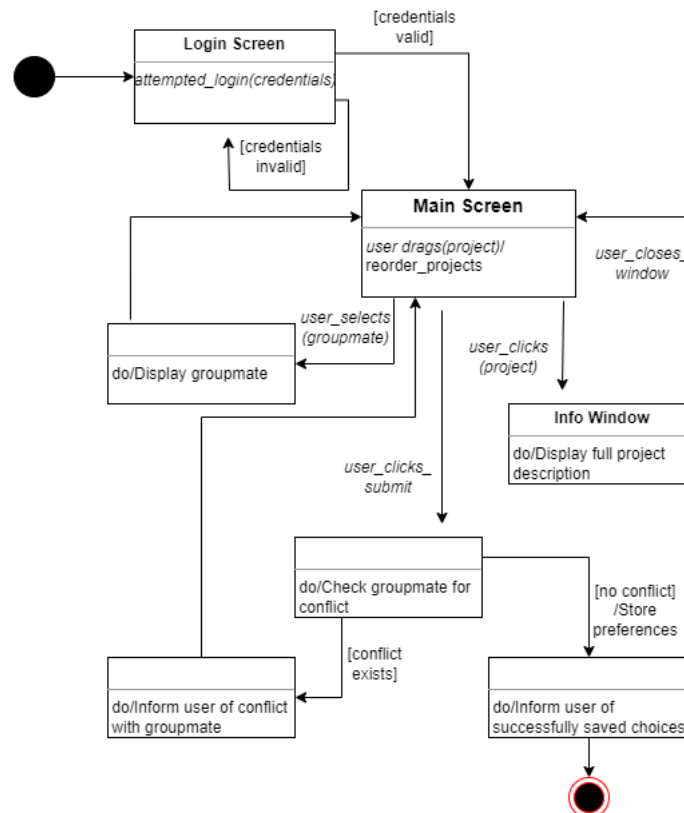 [credentials
valid]
Login Screen
attempted_login(credentials)
[credentials
invalid]
Main Screen
user drags(project)/
reorder_projects
user_closes_
window
user_selects
(groupmate)
user_clicks
(project)
do/Display groupmate
Info Window
do/Display full project
description
user_clicks_
submit
do/Check groupmate for
conflict
[no conflict]
/Store
preferences
[conflict
exists]
do/Inform user of conflict
with groupmate
do/Inform user of
successfully saved choices